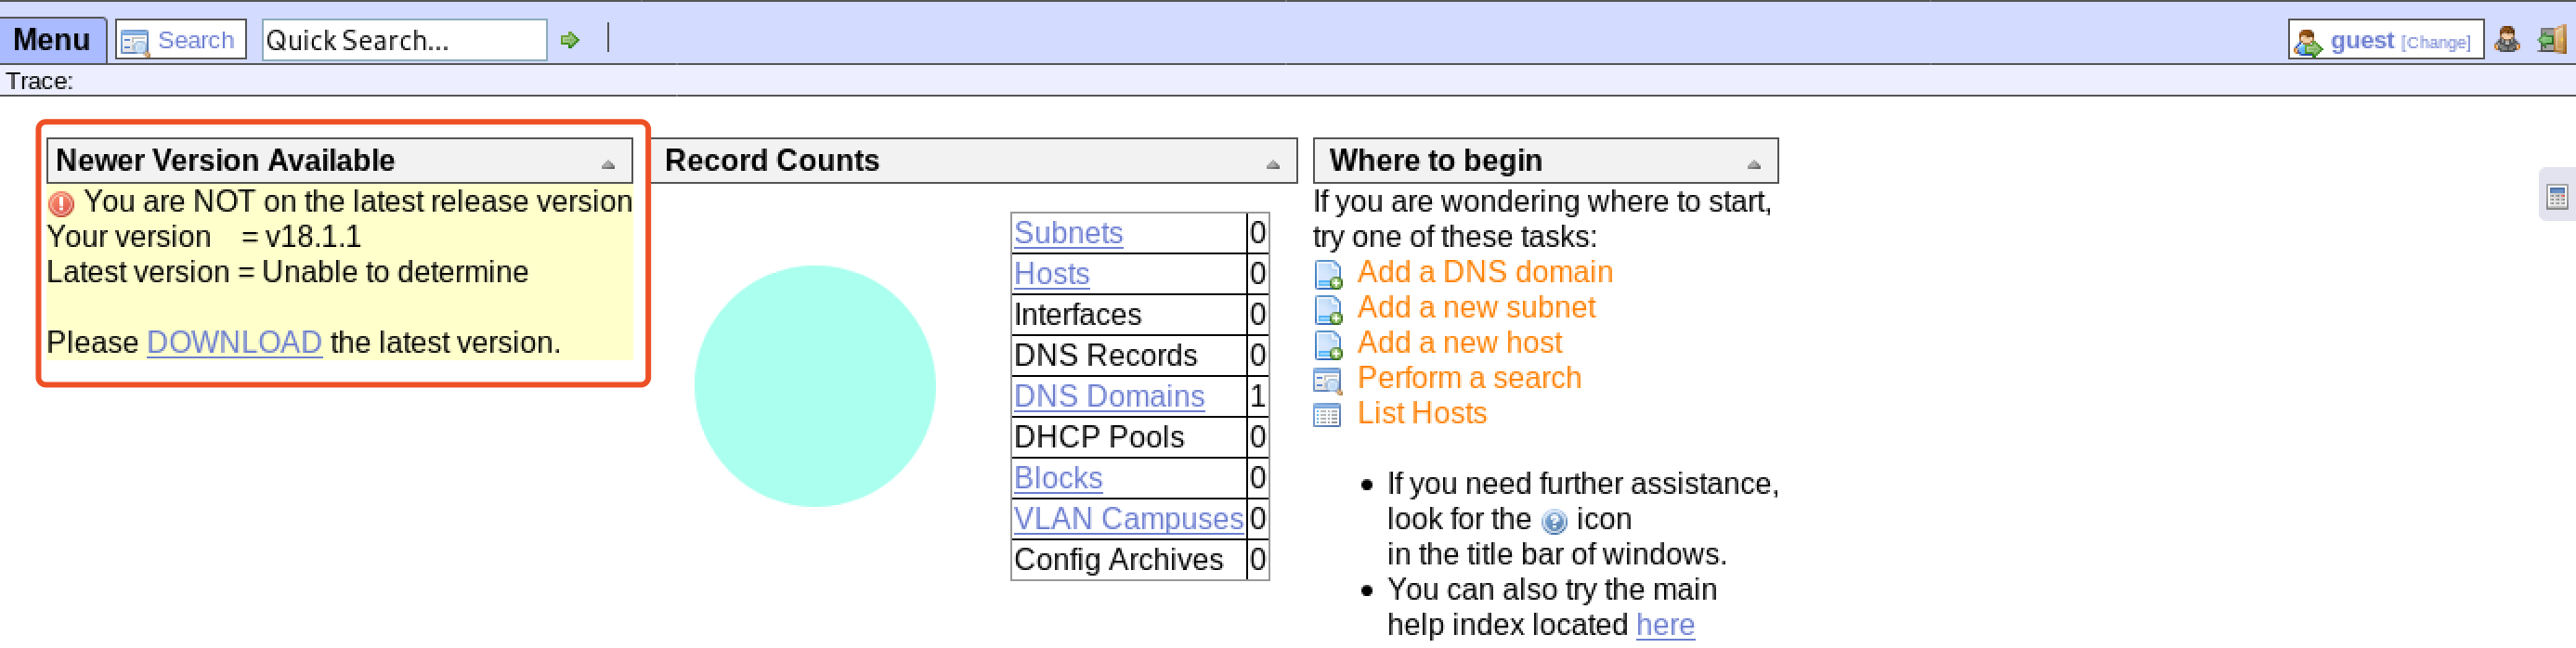 Menu Search Quick Search... guest [Change]
Trace:
Newer Version Available
You are NOT on the latest release version
Your version = v18.1.1
Latest version = Unable to determine
Please DOWNLOAD the latest version.
Record Counts
Subnets 0
Hosts 0
Interfaces 0
DNS Records 0
DNS Domains 1
DHCP Pools 0
Blocks 0
VLAN Campuses 0
Config Archives 0
Where to begin
If you are wondering where to start,
try one of these tasks:
Add a DNS domain
Add a new subnet
Add a new host
Perform a search
List Hosts
• If you need further assistance,
look for the ? icon
in the title bar of windows.
• You can also try the main
help index located here